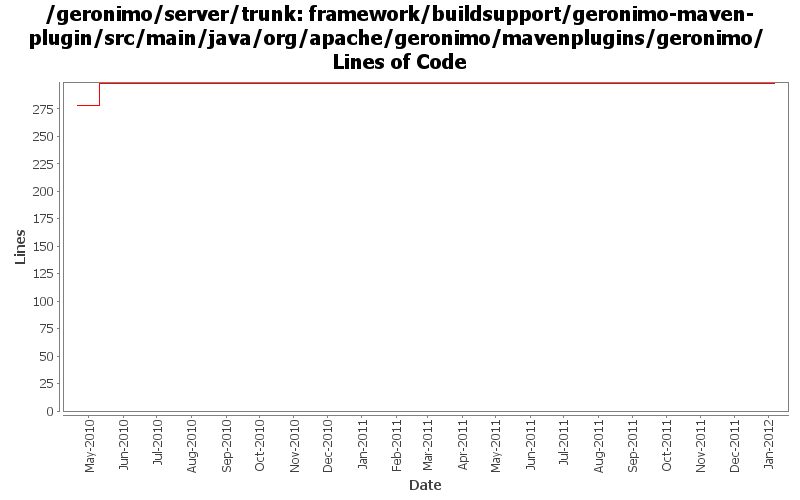 /geronimo/server/trunk: framework/buildsupport/geronimo-maven-
plugin/src/main/java/org/apache/geronimo/mavenplugins/geronimo/
Lines of Code
275
250
225
200
175
150
125
100
75
50
25
0
Lines
May-2010
Jun-2010
Jul-2010
Aug-2010
Sep-2010
Oct-2010
Nov-2010
Dec-2010
Jan-2011
Feb-2011
Mar-2011
Apr-2011
May-2011
Jun-2011
Jul-2011
Aug-2011
Sep-2011
Oct-2011
Nov-2011
Dec-2011
Jan-2012
Date